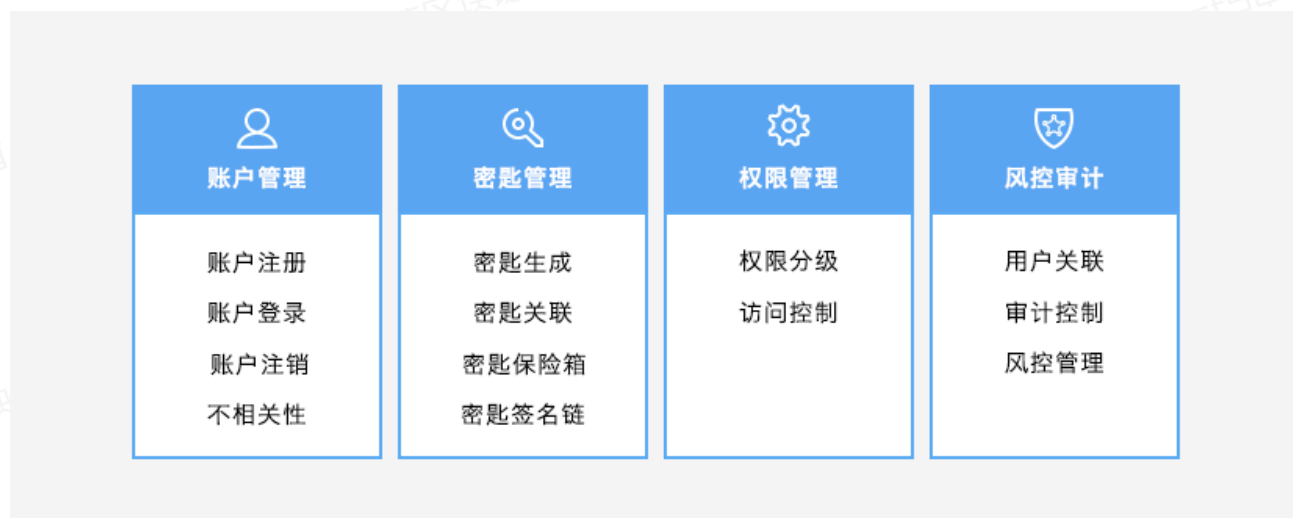 账户管理
账户注册
账户登录
账户注销
不相关性
密匙管理
密匙生成
密匙关联
密匙保险箱
密匙签名链
权限管理
权限分级
访问控制
风控审计
用户关联
审计控制
风控管理